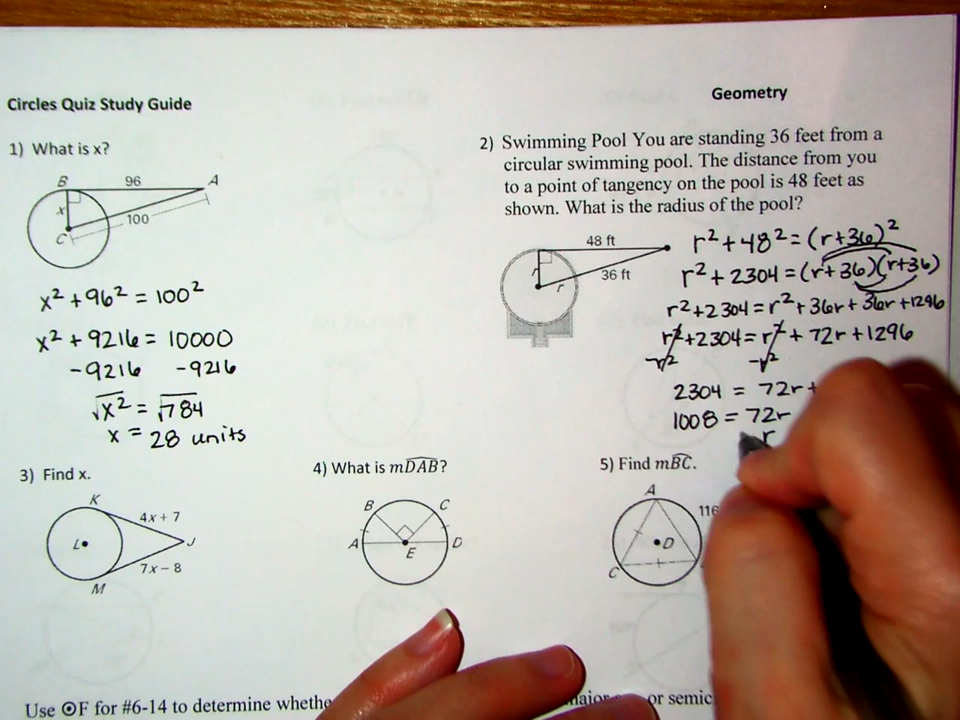 Circles Quiz Study Guide
Geometry
1) What is x?
B
96
A
x
100
C
x² + 96² = 100²
x² + 9216 = 10000
-9216 -9216
√x² = √784
x = 28 units
2) Swimming Pool You are standing 36 feet from a
circular swimming pool. The distance from you
to a point of tangency on the pool is 48 feet as
shown. What is the radius of the pool?
48 ft
36 ft
r
r
r² + 48² = (r+36)²
r² + 2304 = (r+36)(r+36)
r² + 2304 = r² + 36r + 36r + 1296
r² + 2304 = r² + 72r + 1296
-r² -r²
2304 = 72r +
1008 = 72r
r
3) Find x.
K
4x + 7
L
J
7x – 8
M
4) What is mDAB?
B
C
A
D
E
5) Find mBC.
A
116
D
C
Use ⊙F for #6-14 to determine whethe
or semic